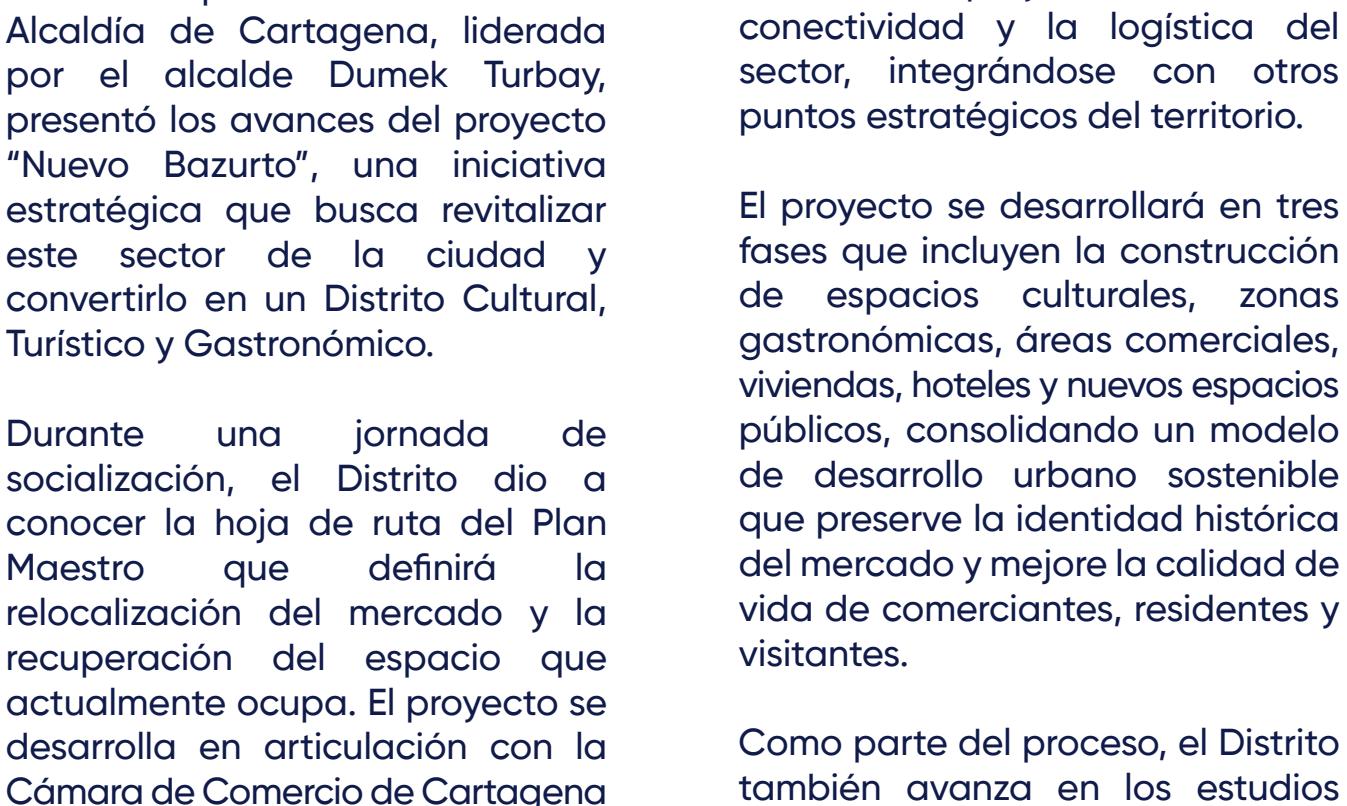 Alcaldía de Cartagena, liderada
por el alcalde Dumek Turbay,
presentó los avances del proyecto
“Nuevo Bazurto”, una iniciativa
estratégica que busca revitalizar
este sector de la ciudad y
convertirlo en un Distrito Cultural,
Turístico y Gastronómico.
Durante una jornada de
socialización, el Distrito dio a
conocer la hoja de ruta del Plan
Maestro que definirá la
relocalización del mercado y la
recuperación del espacio que
actualmente ocupa. El proyecto se
desarrolla en articulación con la
Cámara de Comercio de Cartagena
conectividad y la logística del
sector, integrándose con otros
puntos estratégicos del territorio.
El proyecto se desarrollará en tres
fases que incluyen la construcción
de espacios culturales, zonas
gastronómicas, áreas comerciales,
viviendas, hoteles y nuevos espacios
públicos, consolidando un modelo
de desarrollo urbano sostenible
que preserve la identidad histórica
del mercado y mejore la calidad de
vida de comerciantes, residentes y
visitantes.
Como parte del proceso, el Distrito
también avanza en los estudios